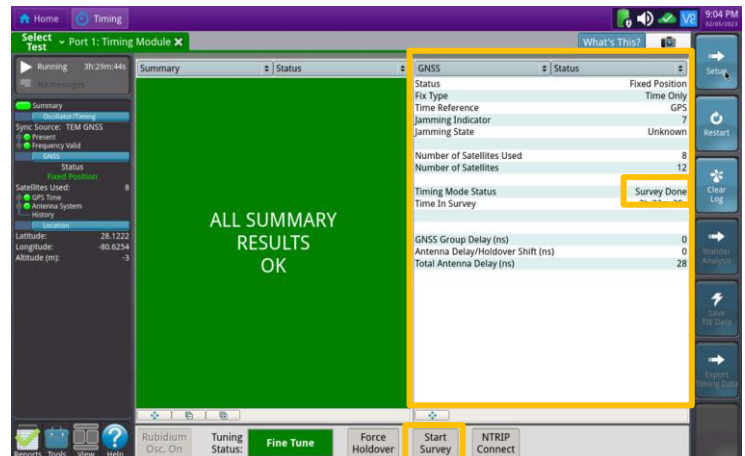 Home Timing
9:04 PM
02/05/2023
Select Test Port 1: Timing Module
What's This?
Running 3h:29m:44s
No messages
Summary
Oscillator/Timing
Sync Source: TEM GNSS
Present
Frequency Valid
GNSS
Status
Fixed Position
Satellites Used: 8
GPS Time
Antenna System
History
Location
Latitude: 28.1222
Longitude: -80.6254
Altitude (m): -3
Summary Status
ALL SUMMARY
RESULTS
OK
GNSS Status
Status Fixed Position
Fix Type Time Only
Time Reference GPS
Jamming Indicator 7
Jamming State Unknown
Number of Satellites Used 8
Number of Satellites 12
Timing Mode Status Survey Done
Time In Survey
GNSS Group Delay (ns) 0
Antenna Delay/Holdover Shift (ns) 0
Total Antenna Delay (ns) 28
Setup
Restart
Clear
Log
Wander
Analysis
Save
TIE Data
Export
Timing Data
Reports Tools View Help
Rubidium
Osc. On
Tuning
Status:
Fine Tune
Force
Holdover
Start
Survey
NTRIP
Connect